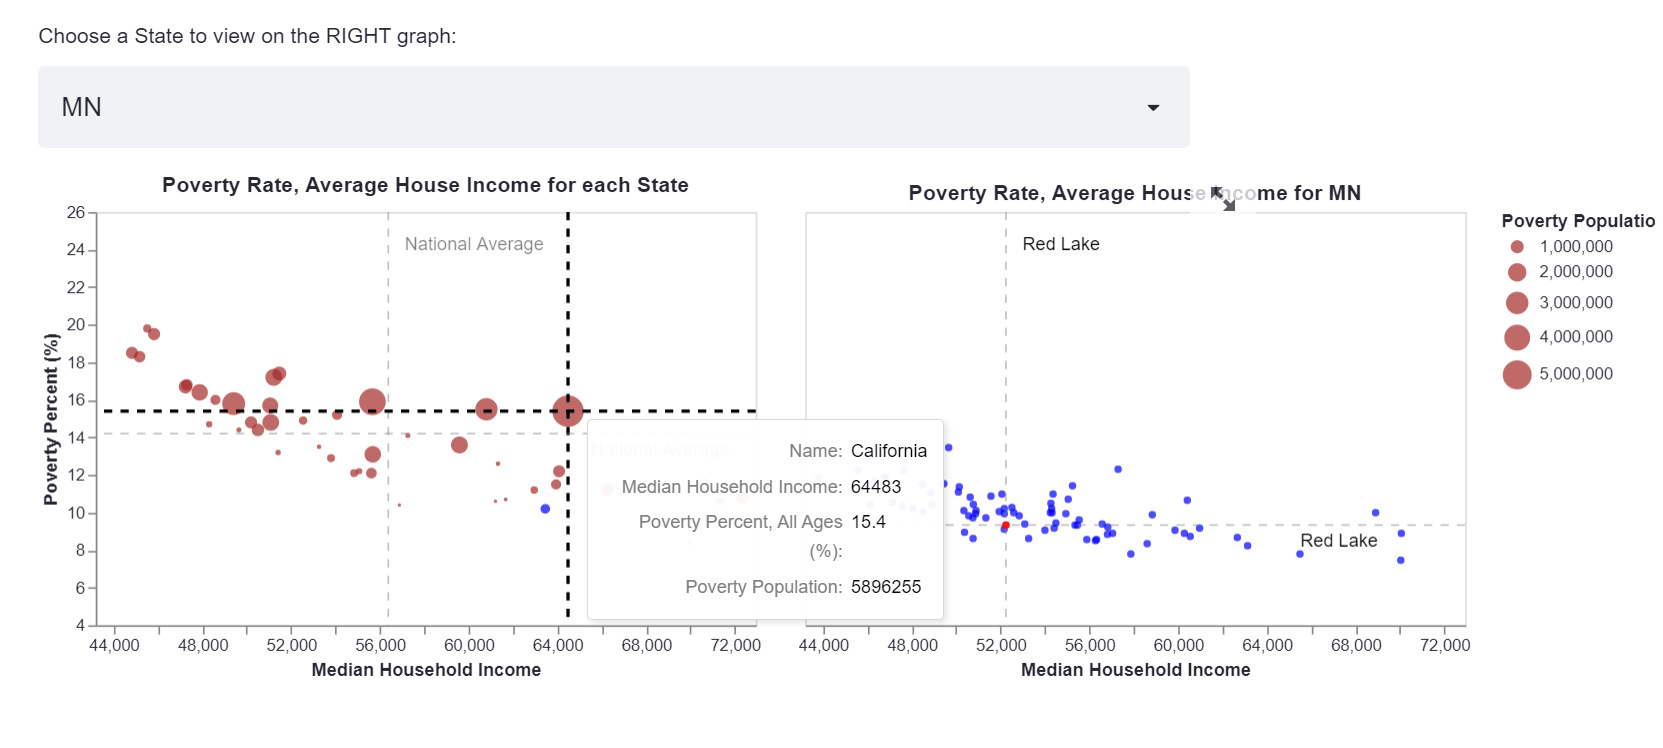 Choose a State to view on the RIGHT graph:
MN
Poverty Rate, Average House Income for each State
Poverty Percent (%)
26
24
22
20
18
16
14
12
10
8
6
4
National Average
National Average
44,000
48,000
52,000
56,000
60,000
64,000
68,000
72,000
Median Household Income
Name: California
Median Household Income: 64483
Poverty Percent, All Ages 15.4
(%):
Poverty Population: 5896255
Poverty Rate, Average House Income for MN
Red Lake
Red Lake
44,000
48,000
52,000
56,000
60,000
64,000
68,000
72,000
Median Household Income
Poverty Populatio
1,000,000
2,000,000
3,000,000
4,000,000
5,000,000